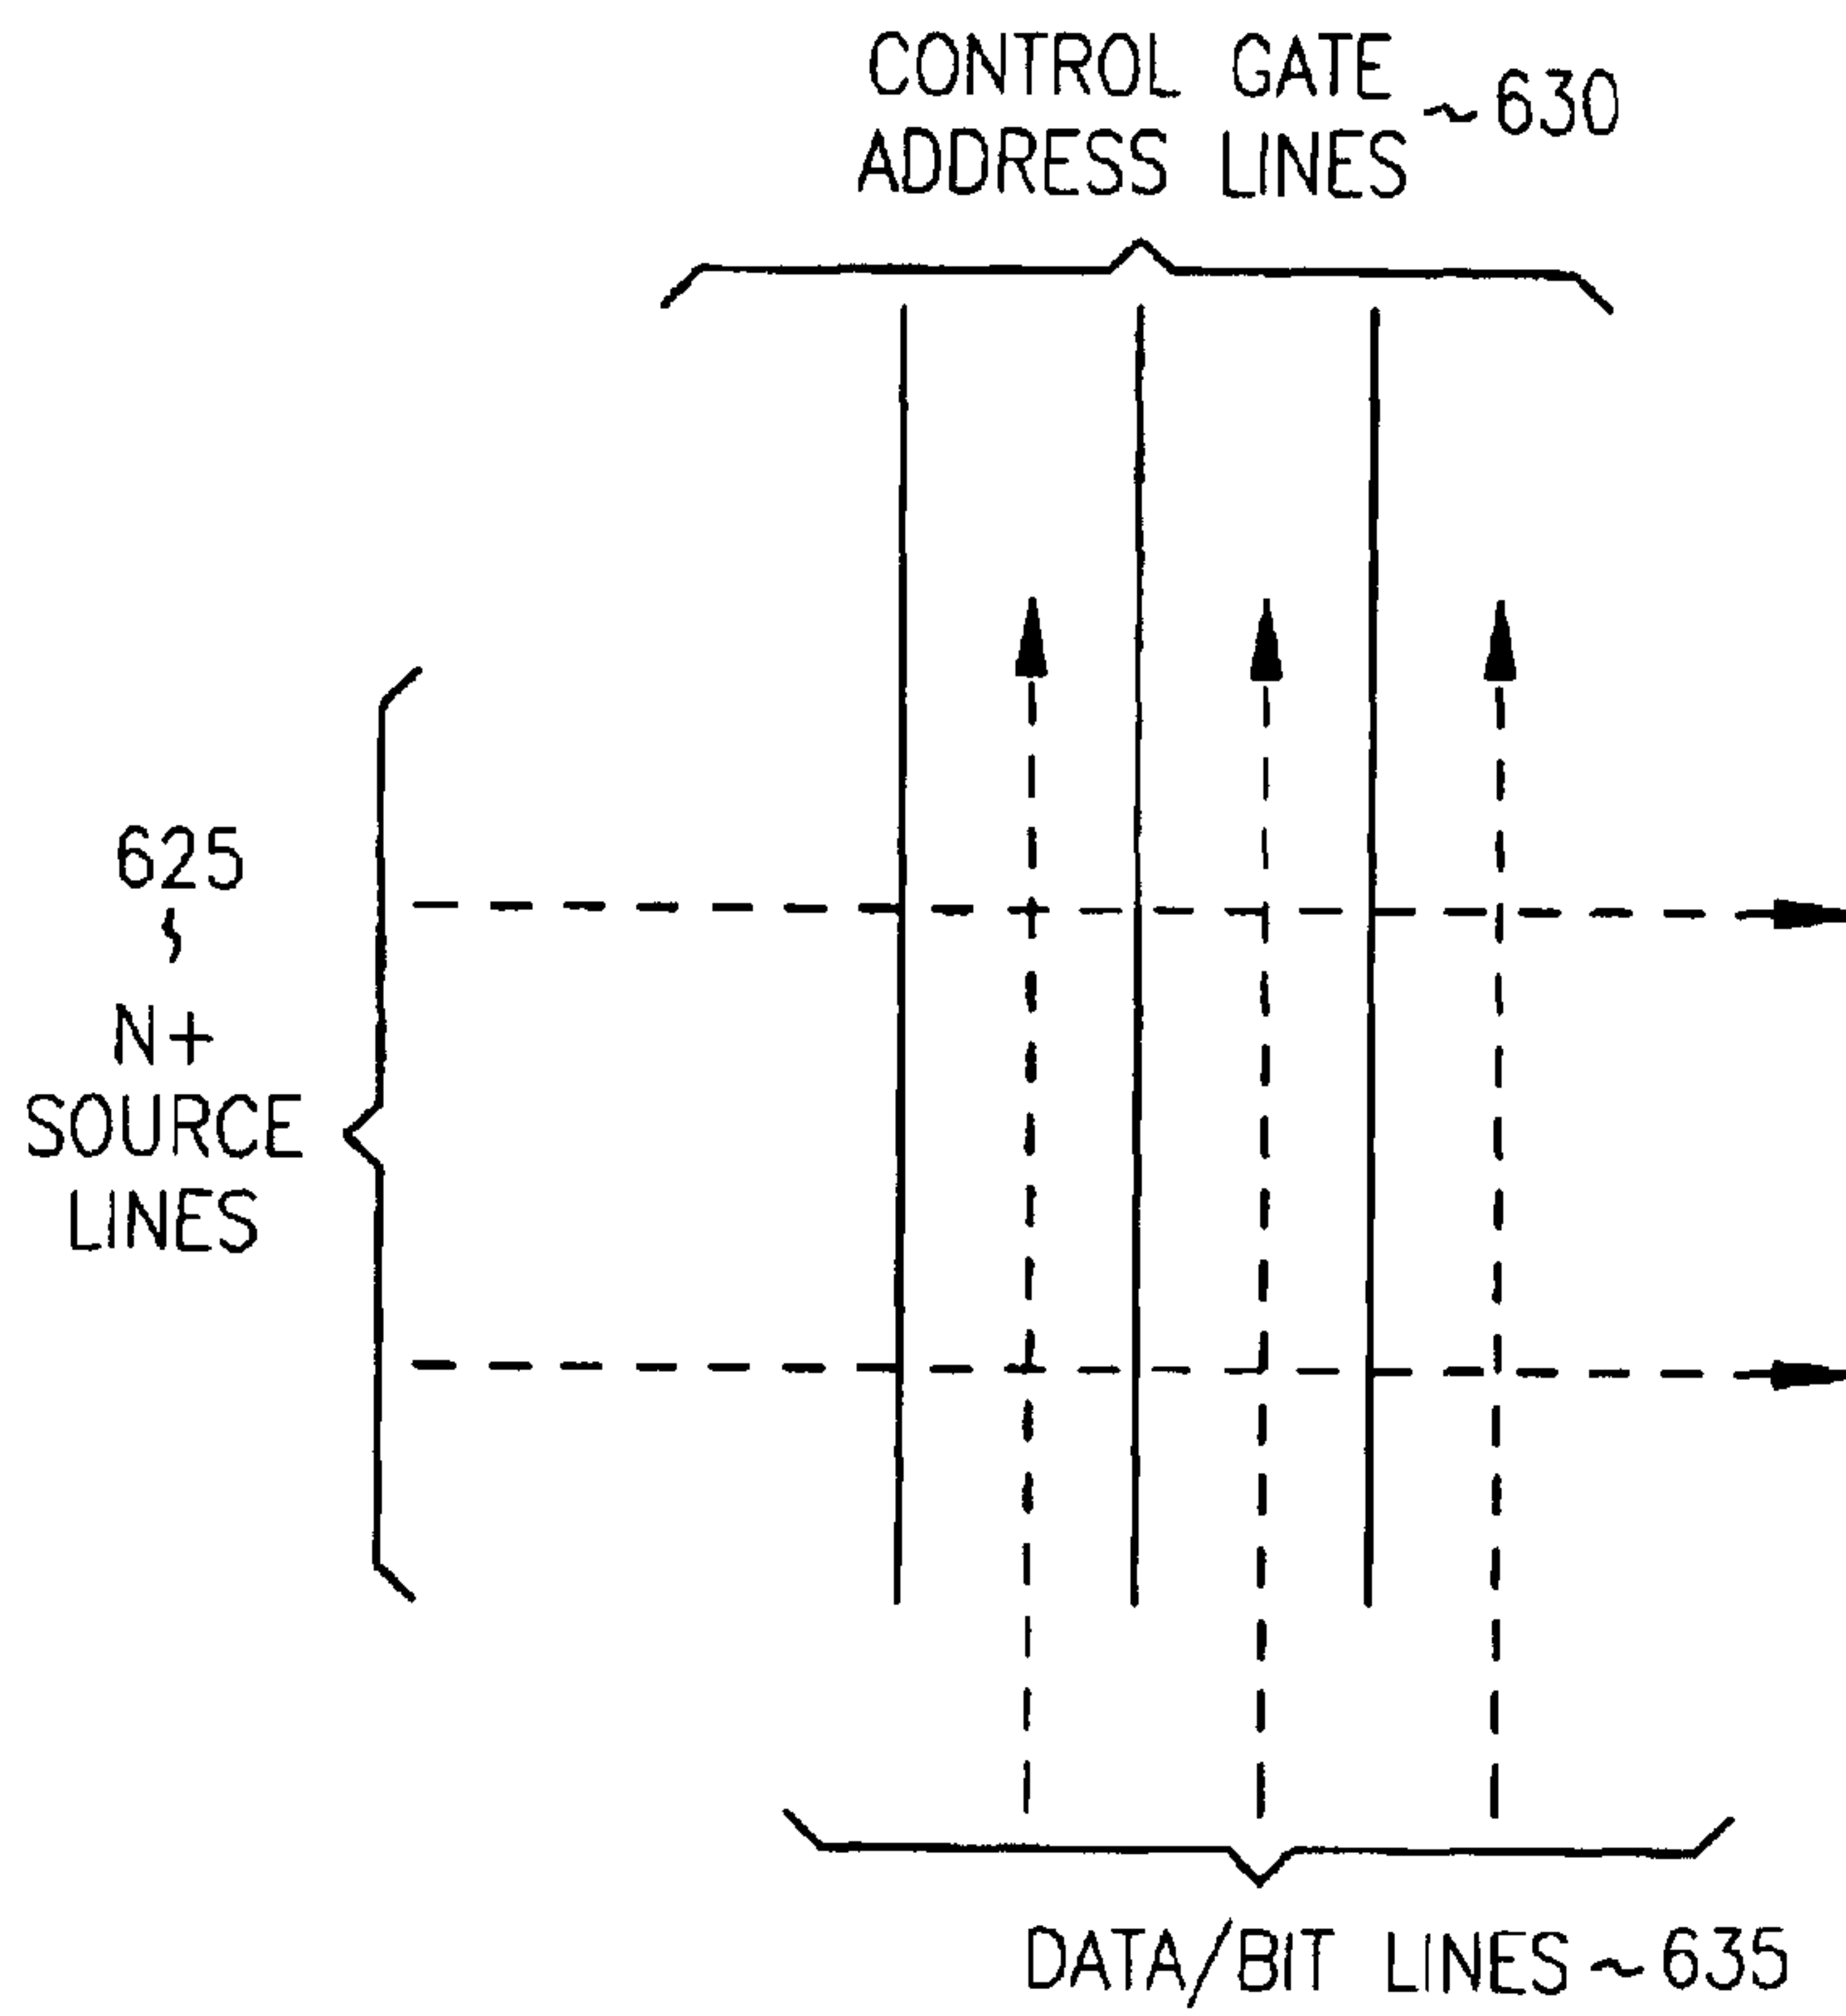 CONTROL GATE
ADDRESS LINES ~630
625
N+
SOURCE
LINES
DATA/BIT LINES ~635